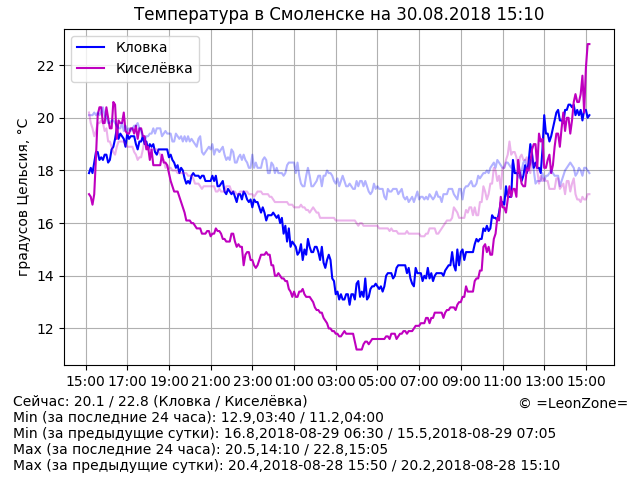 Температура в Смоленске на 30.08.2018 15:10
Кловка
Киселёвка
градусов Цельсия, °C
22
20
18
16
14
12
15:00 17:00 19:00 21:00 23:00 01:00 03:00 05:00 07:00 09:00 11:00 13:00 15:00
Сейчас: 20.1 / 22.8 (Кловка / Киселёвка)
© =LeonZone=
Min (за последние 24 часа): 12.9,03:40 / 11.2,04:00
Min (за предыдущие сутки): 16.8,2018-08-29 06:30 / 15.5,2018-08-29 07:05
Max (за последние 24 часа): 20.5,14:10 / 22.8,15:05
Max (за предыдущие сутки): 20.4,2018-08-28 15:50 / 20.2,2018-08-28 15:10